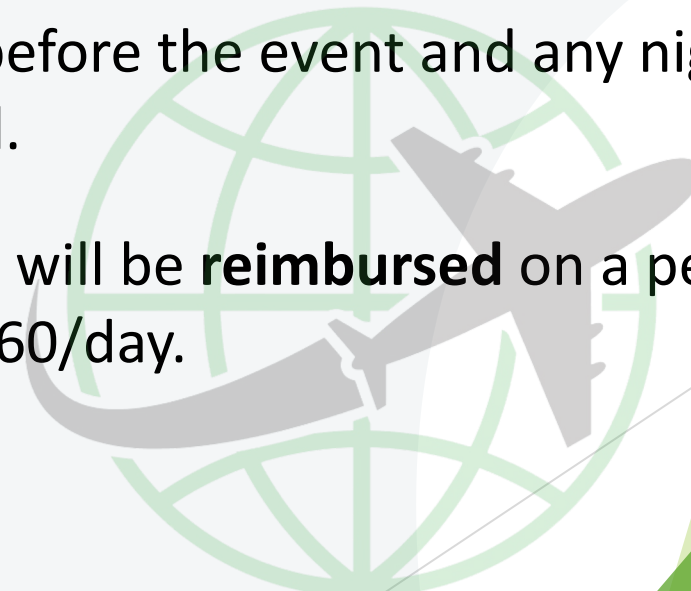 before the event and any nig
.
will be reimbursed on a pe
60/day.